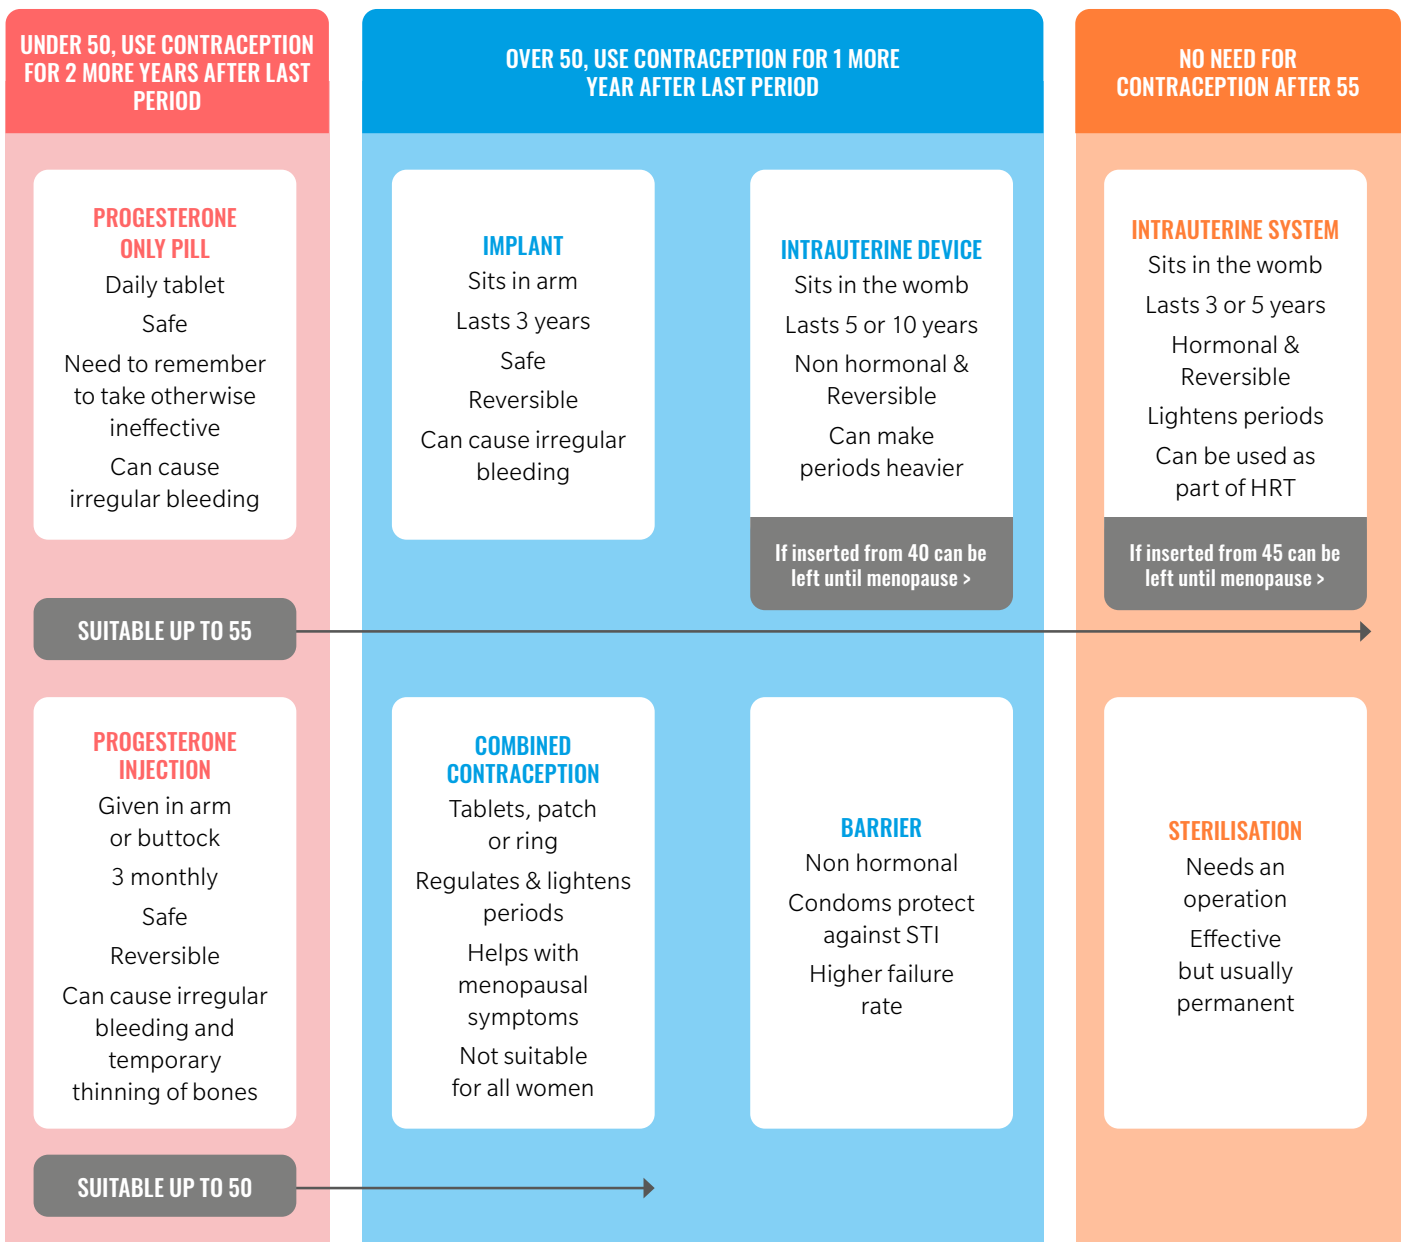 UNDER 50, USE CONTRACEPTION
FOR 2 MORE YEARS AFTER LAST
PERIOD
OVER 50, USE CONTRACEPTION FOR 1 MORE
YEAR AFTER LAST PERIOD
NO NEED FOR
CONTRACEPTION AFTER 55
PROGESTERONE
ONLY PILL
Daily tablet
Safe
Need to remember
to take otherwise
ineffective
Can cause
irregular bleeding
IMPLANT
Sits in arm
Lasts 3 years
Safe
Reversible
Can cause irregular
bleeding
INTRAUTERINE DEVICE
Sits in the womb
Lasts 5 or 10 years
Non hormonal &
Reversible
Can make
periods heavier
If inserted from 40 can be
left until menopause >
INTRAUTERINE SYSTEM
Sits in the womb
Lasts 3 or 5 years
Hormonal &
Reversible
Lightens periods
Can be used as
part of HRT
If inserted from 45 can be
left until menopause >
SUITABLE UP TO 55
PROGESTERONE
INJECTION
Given in arm
or buttock
3 monthly
Safe
Reversible
Can cause irregular
bleeding and
temporary
thinning of bones
COMBINED
CONTRACEPTION
Tablets, patch
or ring
Regulates & lightens
periods
Helps with
menopausal
symptoms
Not suitable
for all women
BARRIER
Non hormonal
Condoms protect
against STI
Higher failure
rate
STERILISATION
Needs an
operation
Effective
but usually
permanent
SUITABLE UP TO 50